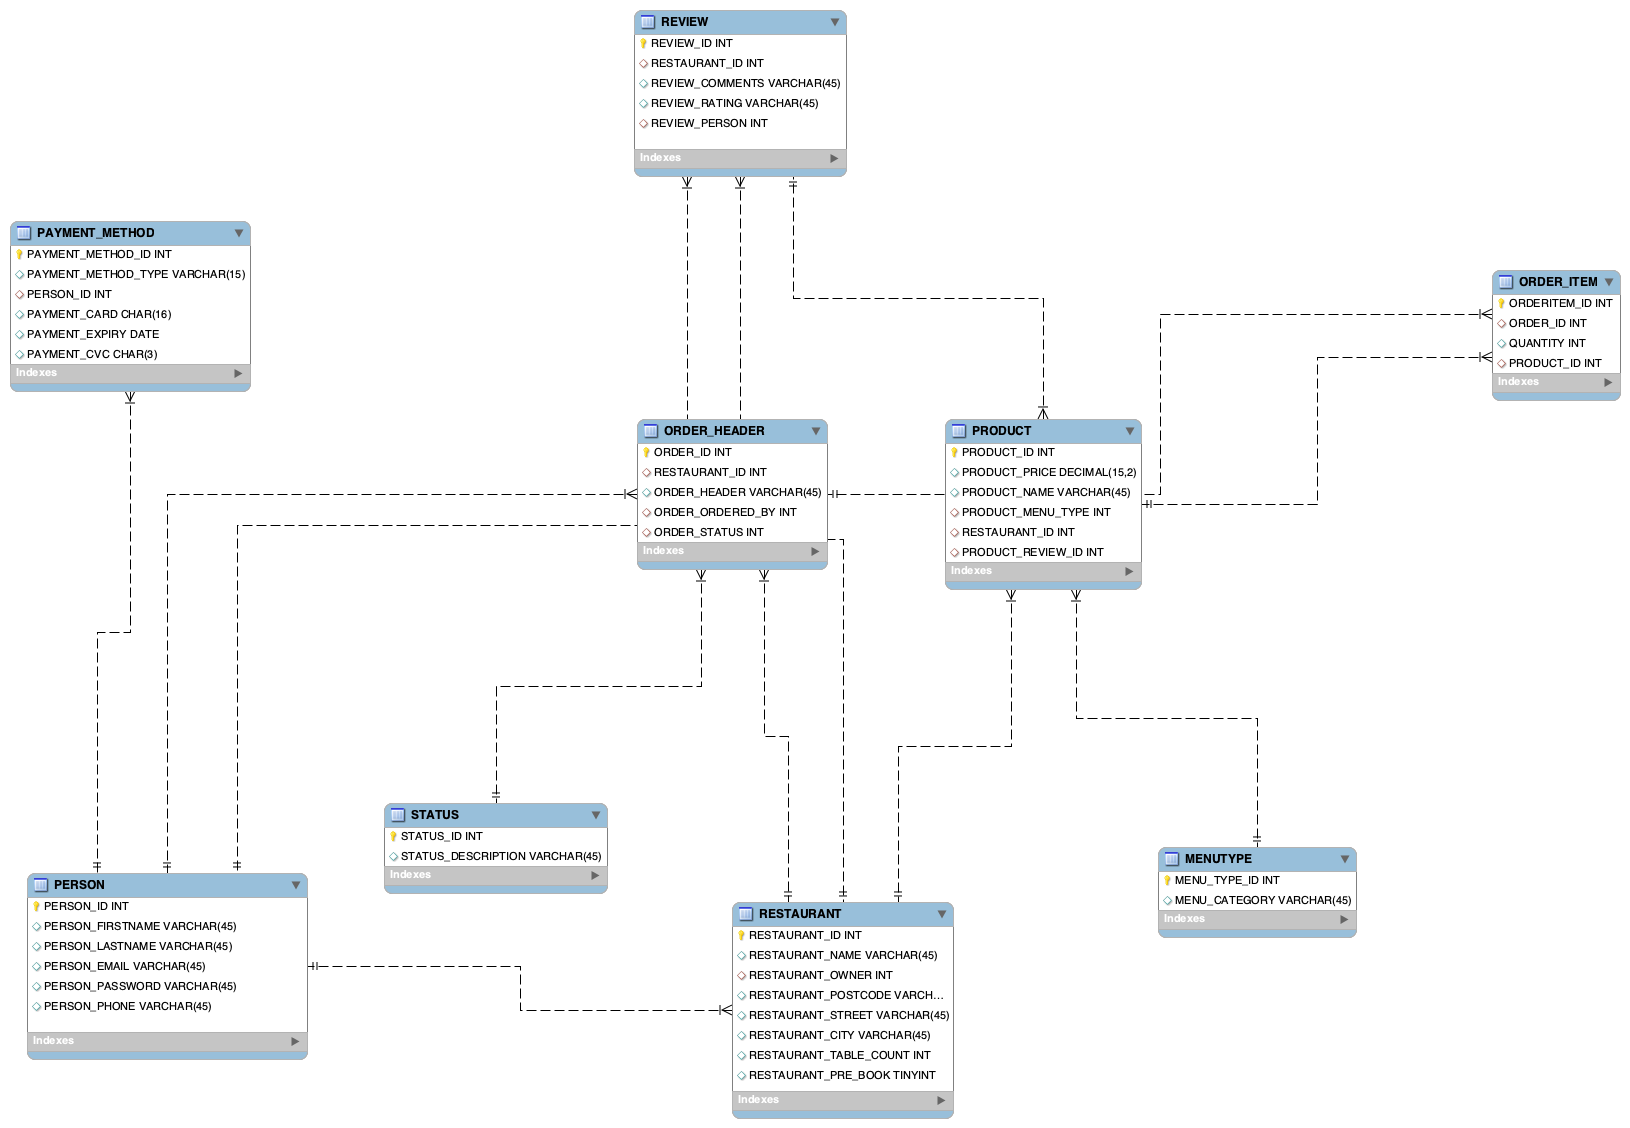 REVIEW
REVIEW_ID INT
RESTAURANT_ID INT
REVIEW_COMMENTS VARCHAR(45)
REVIEW_RATING VARCHAR(45)
REVIEW_PERSON INT
Indexes
PAYMENT_METHOD
PAYMENT_METHOD_ID INT
PAYMENT_METHOD_TYPE VARCHAR(15)
PERSON_ID INT
PAYMENT_CARD CHAR(16)
PAYMENT_EXPIRY DATE
PAYMENT_CVC CHAR(3)
Indexes
ORDER_ITEM
ORDERITEM_ID INT
ORDER_ID INT
QUANTITY INT
PRODUCT_ID INT
Indexes
ORDER_HEADER
ORDER_ID INT
RESTAURANT_ID INT
ORDER_HEADER VARCHAR(45)
ORDER_ORDERED_BY INT
ORDER_STATUS INT
Indexes
PRODUCT
PRODUCT_ID INT
PRODUCT_PRICE DECIMAL(15,2)
PRODUCT_NAME VARCHAR(45)
PRODUCT_MENU_TYPE INT
RESTAURANT_ID INT
PRODUCT_REVIEW_ID INT
Indexes
STATUS
STATUS_ID INT
STATUS_DESCRIPTION VARCHAR(45)
Indexes
PERSON
PERSON_ID INT
PERSON_FIRSTNAME VARCHAR(45)
PERSON_LASTNAME VARCHAR(45)
PERSON_EMAIL VARCHAR(45)
PERSON_PASSWORD VARCHAR(45)
PERSON_PHONE VARCHAR(45)
Indexes
RESTAURANT
RESTAURANT_ID INT
RESTAURANT_NAME VARCHAR(45)
RESTAURANT_OWNER INT
RESTAURANT_POSTCODE VARCH...
RESTAURANT_STREET VARCHAR(45)
RESTAURANT_CITY VARCHAR(45)
RESTAURANT_TABLE_COUNT INT
RESTAURANT_PRE_BOOK TINYINT
Indexes
MENUTYPE
MENU_TYPE_ID INT
MENU_CATEGORY VARCHAR(45)
Indexes